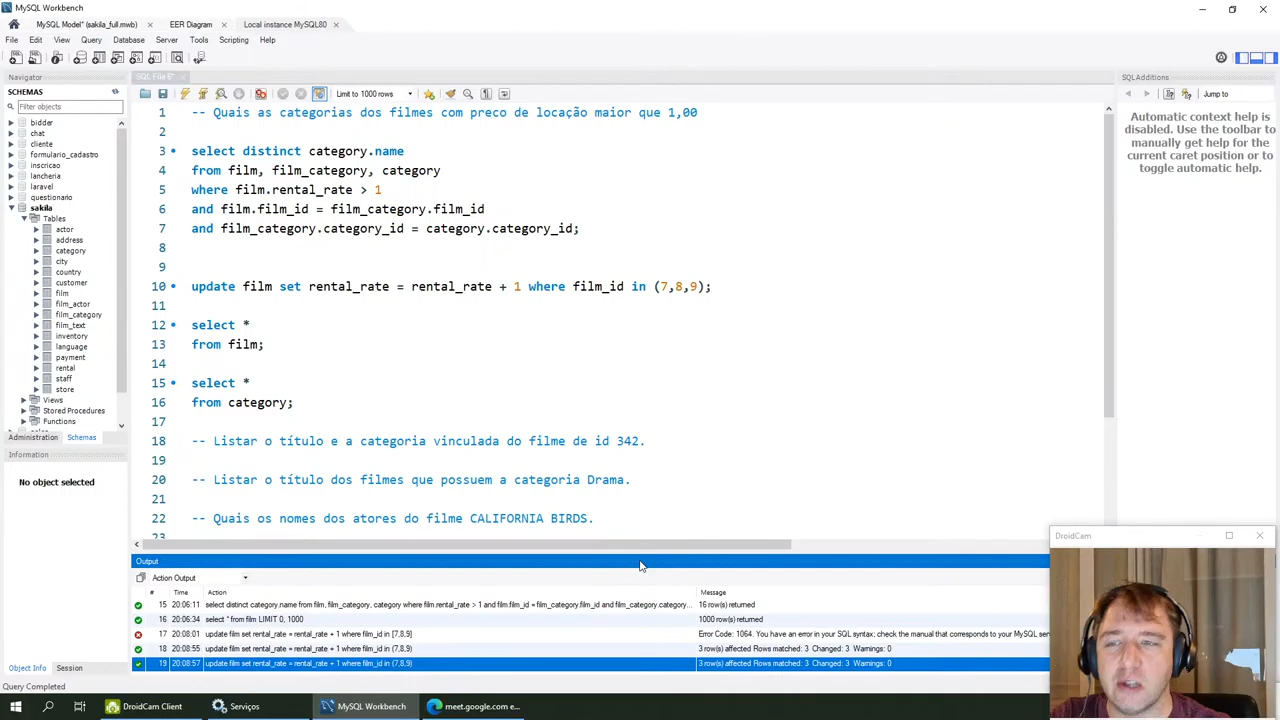 MySQL Workbench
MySQL Model* (sakila_full.mwb) × EER Diagram × Local instance MySQL80 ×
File Edit View Query Database Server Tools Scripting Help
Navigator
SCHEMAS
Filter objects
bidder
chat
cliente
formulario_cadastro
inscricao
lancheria
laravel
questionario
sakila
Tables
actor
address
category
city
country
customer
film
film_actor
film_category
film_text
inventory
language
payment
rental
staff
store
Views
Stored Procedures
Functions
Administration Schemas
Information
No object selected
Object Info Session
Query Completed
SQL File 6* ×
Limit to 1000 rows
1 -- Quais as categorias dos filmes com preco de locação maior que 1,00
2
3 select distinct category.name
4 from film, film_category, category
5 where film.rental_rate > 1
6 and film.film_id = film_category.film_id
7 and film_category.category_id = category.category_id;
8
9
10 update film set rental_rate = rental_rate + 1 where film_id in (7,8,9);
11
12 select *
13 from film;
14
15 select *
16 from category;
17
18 -- Listar o título e a categoria vinculada do filme de id 342.
19
20 -- Listar o título dos filmes que possuem a categoria Drama.
21
22 -- Quais os nomes dos atores do filme CALIFORNIA BIRDS.
23
Output
Action Output
# Time Action Message
15 20:06:11 select distinct category.name from film, film_category, category where film.rental_rate > 1 and film.film_id = film_category.film_id and film_category.category... 16 row(s) returned
16 20:06:34 select * from film LIMIT 0, 1000 1000 row(s) returned
17 20:08:01 update film set rental_rate = rental_rate + 1 where film_id in [7,8,9] Error Code: 1064. You have an error in your SQL syntax; check the manual that corresponds to your MySQL ser
18 20:08:55 update film set rental_rate = rental_rate + 1 where film_id in (7,8,9) 3 row(s) affected Rows matched: 3 Changed: 3 Warnings: 0
19 20:08:57 update film set rental_rate = rental_rate + 1 where film_id in (7,8,9) 3 row(s) affected Rows matched: 3 Changed: 3 Warnings: 0
SQLAdditions
Jump to
Automatic context help is
disabled. Use the toolbar to
manually get help for the
current caret position or to
toggle automatic help.
DroidCam
DroidCam Client Serviços MySQL Workbench meet.google.com e...